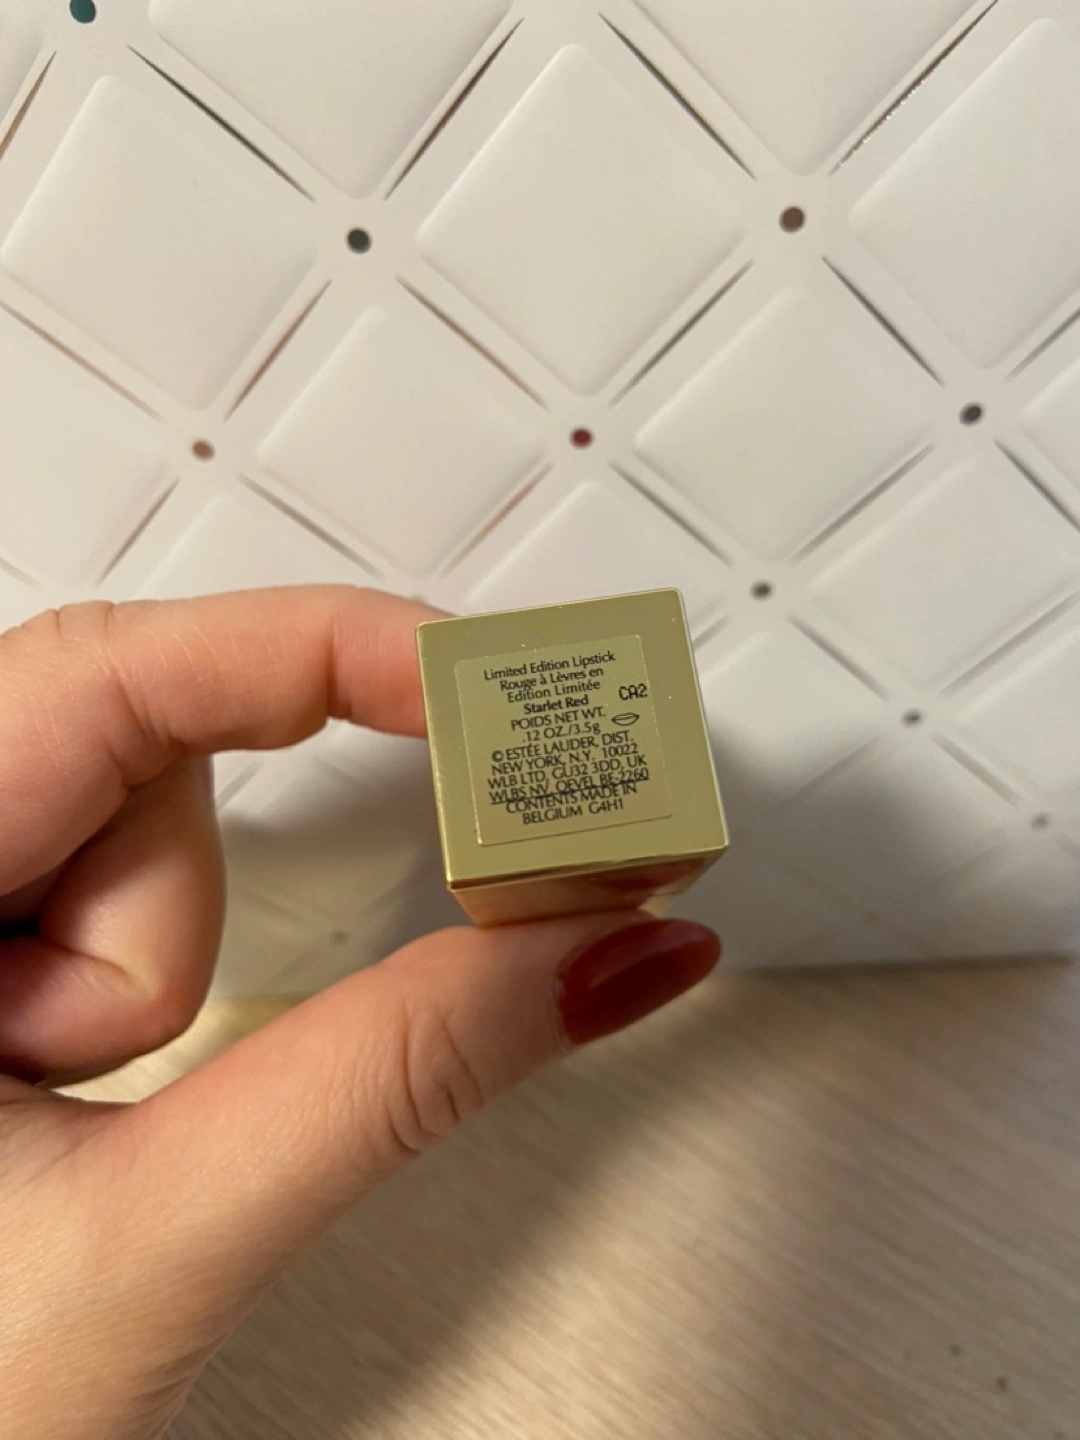 Limited Edition Lipstick
Rouge à Lèvres en
Edition Limitée
Starlet Red
CA2
POIDS NET WT.
.12 OZ./3.5g
© ESTÉE LAUDER, DIST.
NEW YORK, N.Y. 10022
WLB LTD, GU32 3DD, UK
WLBS NV, OEVEL BE-2260
CONTENTS MADE IN
BELGIUM G4H1